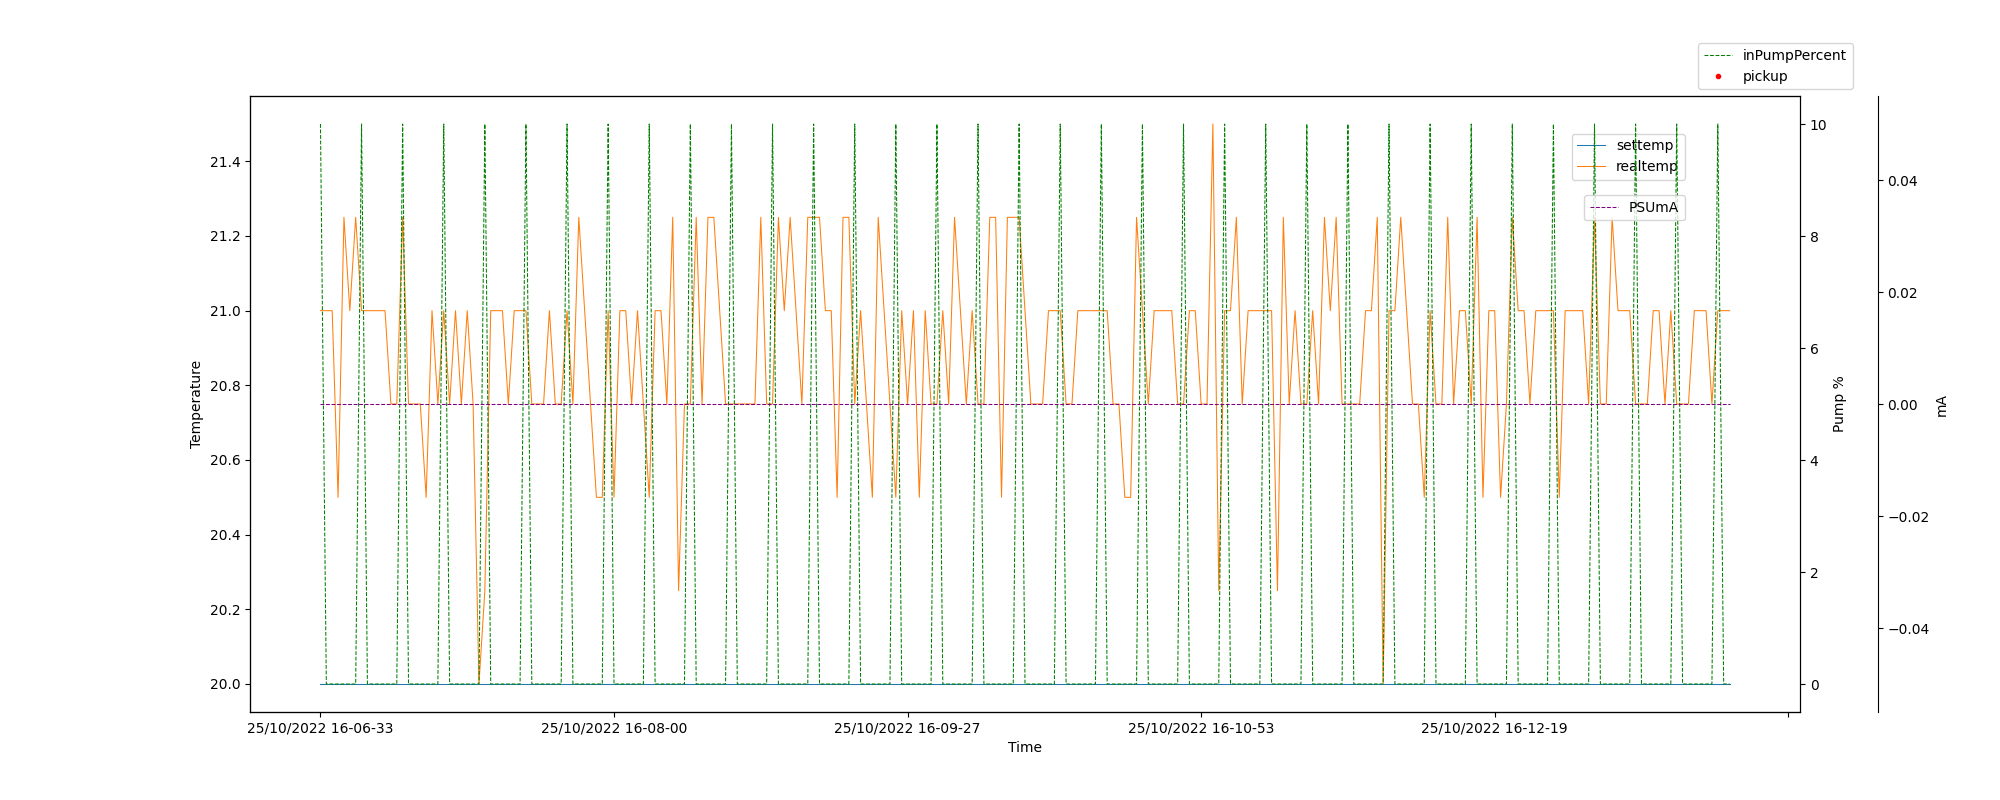 inPumpPercent
pickup
settemp
realtemp
PSUmA
21.4
21.2
21.0
20.8
20.6
20.4
20.2
20.0
Temperature
10
8
6
4
2
0
Pump %
0.04
0.02
0.00
−0.02
−0.04
mA
25/10/2022 16-06-33 25/10/2022 16-08-00 25/10/2022 16-09-27 25/10/2022 16-10-53 25/10/2022 16-12-19
Time